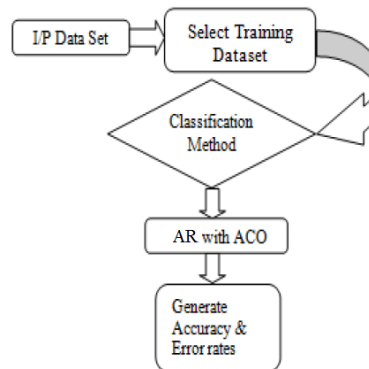 I/P Data Set
Select Training
Dataset
Classification
Method
AR with ACO
Generate
Accuracy &
Error rates